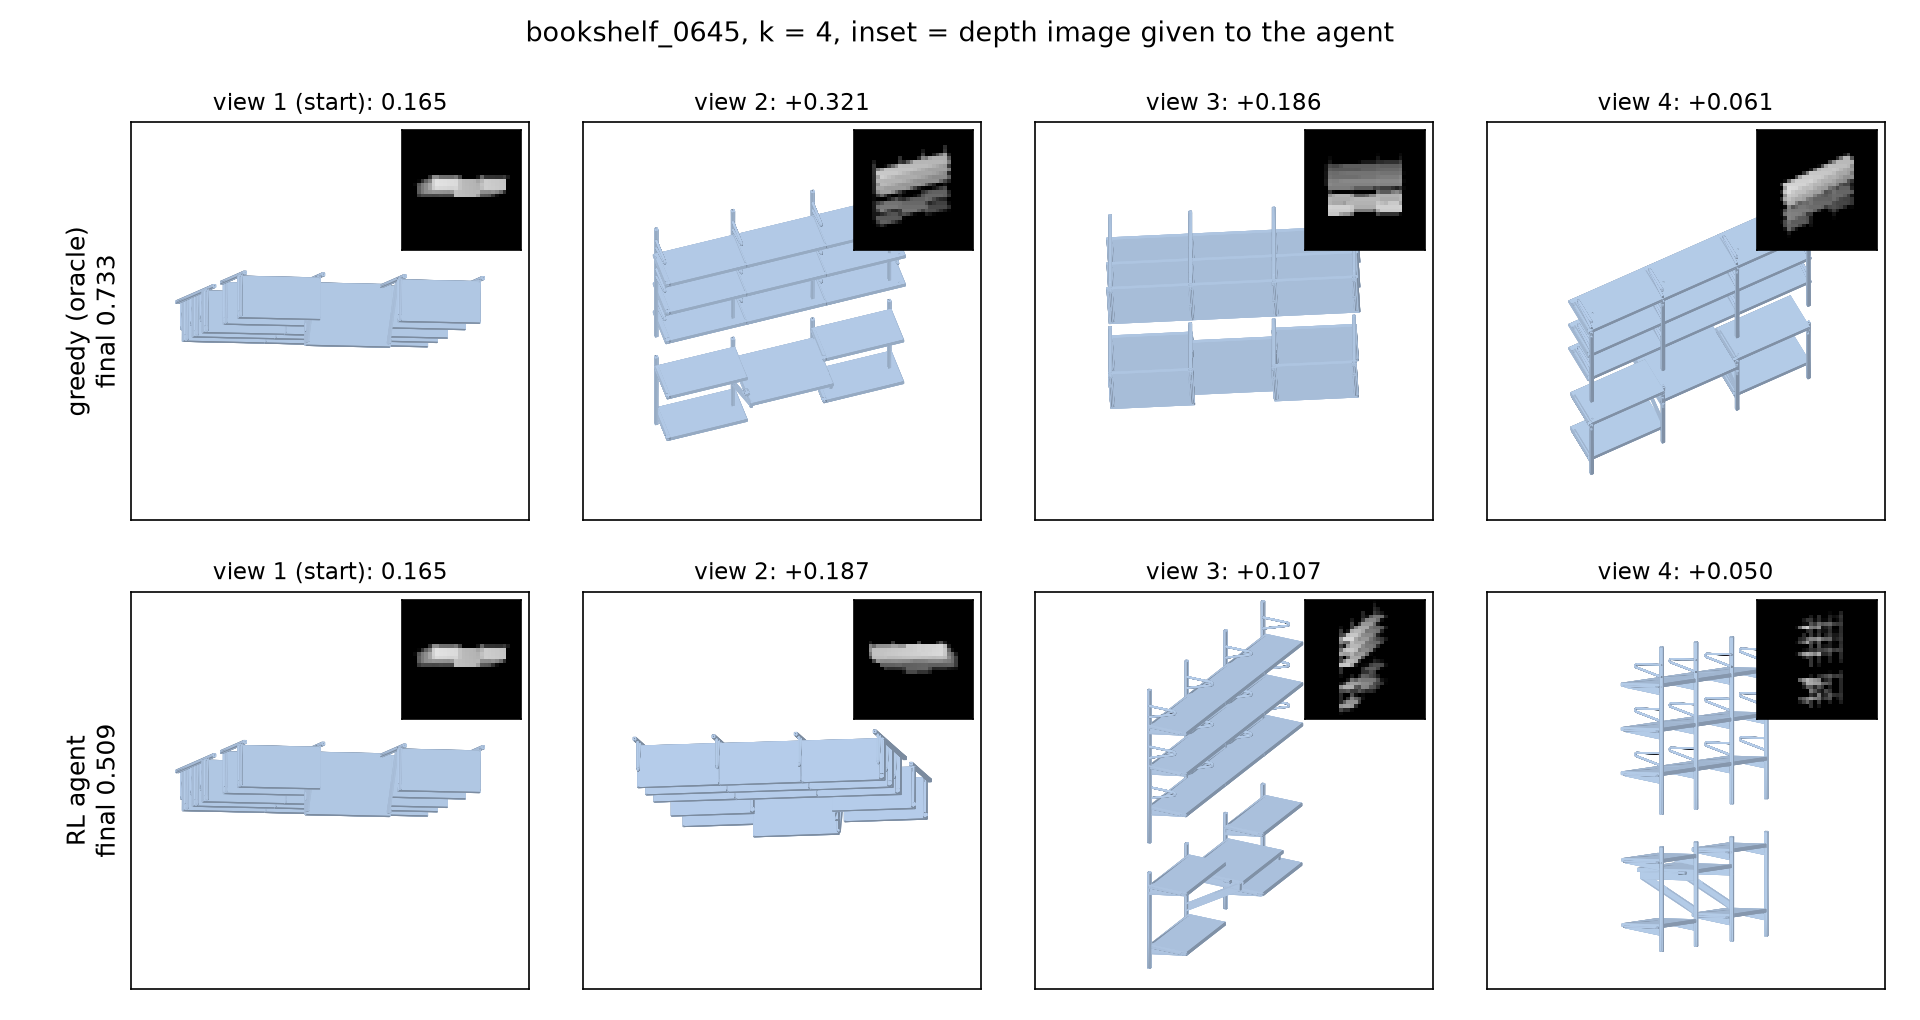 bookshelf_0645, k = 4, inset = depth image given to the agent
view 1 (start): 0.165
view 2: +0.321
view 3: +0.186
view 4: +0.061
greedy (oracle)
final 0.733
view 1 (start): 0.165
view 2: +0.187
view 3: +0.107
view 4: +0.050
RL agent
final 0.509